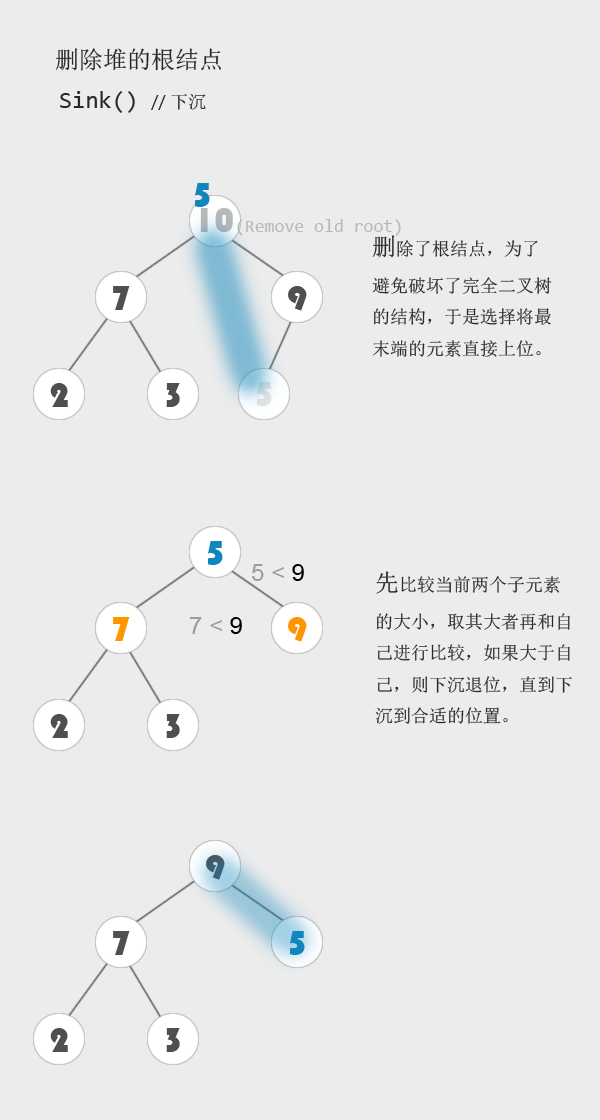 删除堆的根结点
Sink() // 下沉
5
10(Remove old root)
删除了根结点，为了
避免破坏了完全二叉树
的结构，于是选择将最
末端的元素直接上位。
7 9
2 3 5
5
5 < 9
7 < 9
7 9
先比较当前两个子元素
的大小，取其大者再和自
己进行比较，如果大于自
己，则下沉退位，直到下
沉到合适的位置。
2 3
9
7 5
2 3